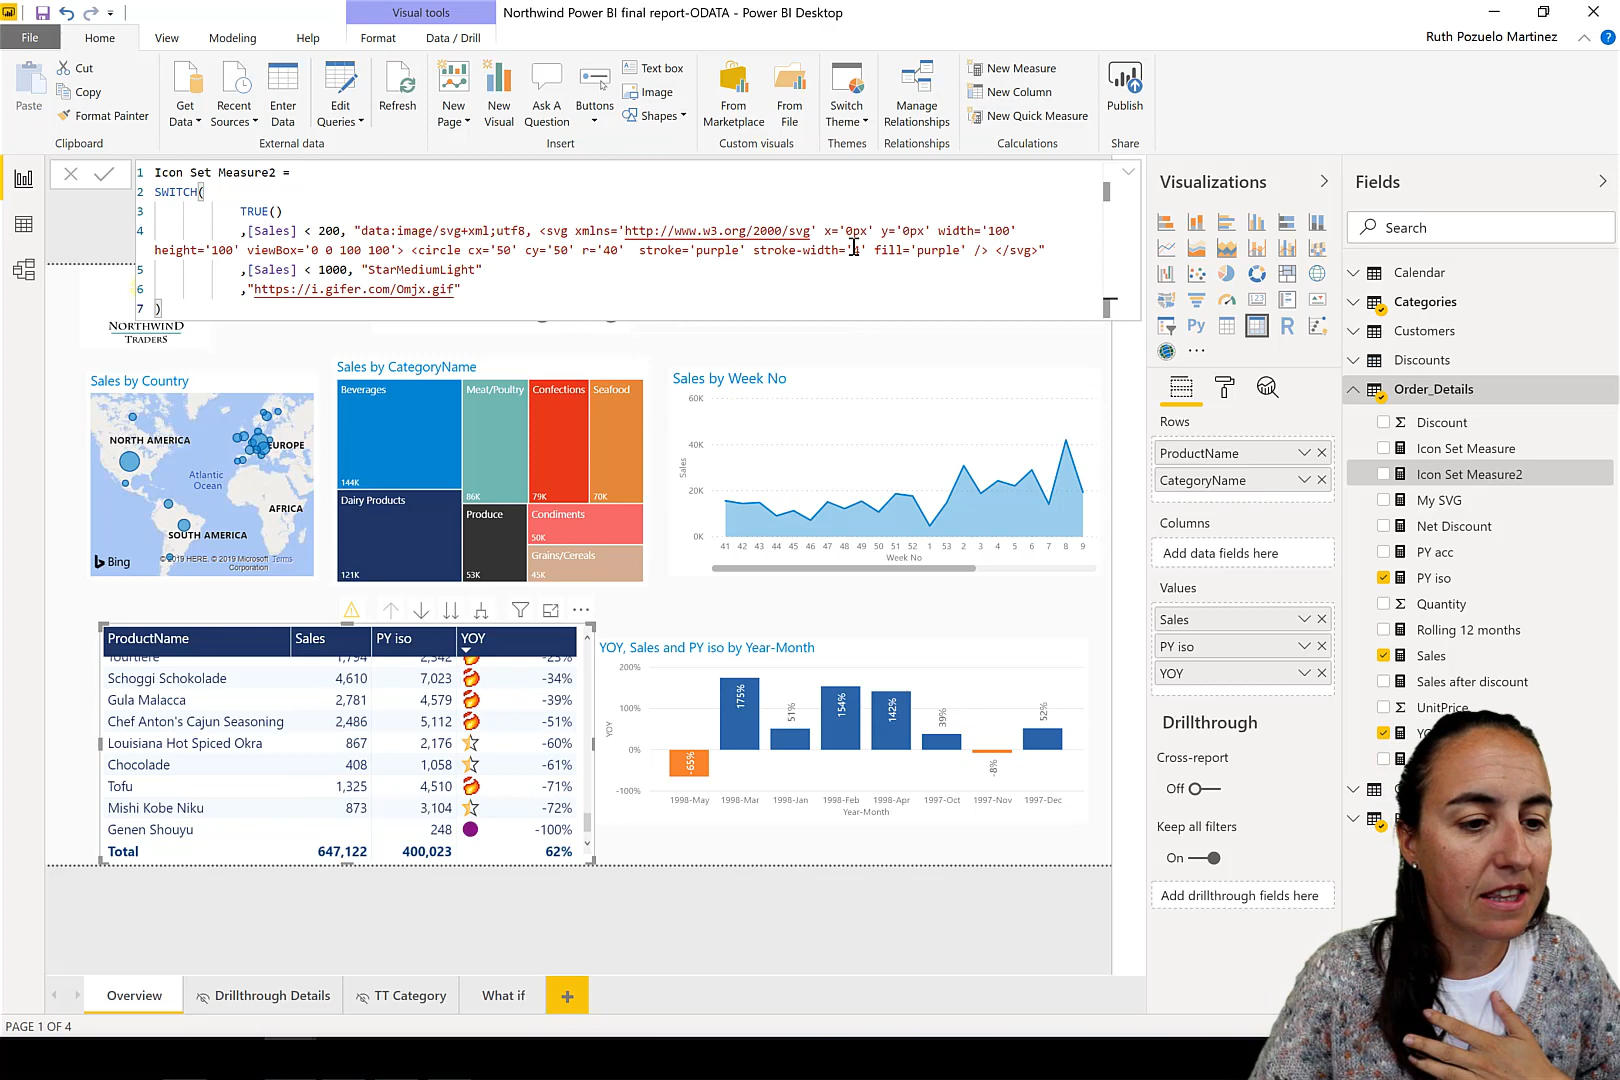 Visual tools
Northwind Power BI final report-ODATA - Power BI Desktop
File
Home
View
Modeling
Help
Format
Data / Drill
Ruth Pozuelo Martinez
Paste
Cut
Copy
Format Painter
Clipboard
Get Data
Recent Sources
Enter Data
Edit Queries
Refresh
External data
New Page
New Visual
Ask A Question
Buttons
Text box
Image
Shapes
Insert
From Marketplace
From File
Custom visuals
Switch Theme
Themes
Manage Relationships
Relationships
New Measure
New Column
New Quick Measure
Calculations
Publish
Share
1 Icon Set Measure2 =
2 SWITCH(
3 TRUE()
4 ,[Sales] < 200, "data:image/svg+xml;utf8, <svg xmlns='http://www.w3.org/2000/svg' x='0px' y='0px' width='100'
height='100' viewBox='0 0 100 100'> <circle cx='50' cy='50' r='40' stroke='purple' stroke-width='4' fill='purple' /> </svg>"
5 ,[Sales] < 1000, "StarMediumLight"
6 ,"https://i.gifer.com/Omjx.gif"
7 )
NORTHWIND
TRADERS
Sales by Country
NORTH AMERICA
EUROPE
Atlantic
Ocean
AFRICA
SOUTH AMERICA
Bing
© 2019 HERE, © 2019 Microsoft Corporation Terms
Sales by CategoryName
Beverages
144K
Dairy Products
121K
Meat/Poultry
86K
Produce
53K
Confections
79K
Seafood
70K
Condiments
50K
Grains/Cereals
45K
Sales by Week No
60K
40K
20K
0K
Sales
41 42 43 44 45 46 47 48 49 50 51 52 1 53 2 3 4 5 6 7 8 9
Week No
ProductName Sales PY iso YOY
Tourtière 1,794 2,342 -23%
Schoggi Schokolade 4,610 7,023 -34%
Gula Malacca 2,781 4,579 -39%
Chef Anton's Cajun Seasoning 2,486 5,112 -51%
Louisiana Hot Spiced Okra 867 2,176 -60%
Chocolade 408 1,058 -61%
Tofu 1,325 4,510 -71%
Mishi Kobe Niku 873 3,104 -72%
Genen Shouyu 248 -100%
Total 647,122 400,023 62%
YOY, Sales and PY iso by Year-Month
200%
100%
0%
-100%
YOY
-65%
175%
51%
154%
142%
39%
-8%
52%
1998-May 1998-Mar 1998-Jan 1998-Feb 1998-Apr 1997-Oct 1997-Nov 1997-Dec
Year-Month
Overview
Drillthrough Details
TT Category
What if
PAGE 1 OF 4
Visualizations
Py
R
Rows
ProductName
CategoryName
Columns
Add data fields here
Values
Sales
PY iso
YOY
Drillthrough
Cross-report
Off
Keep all filters
On
Add drillthrough fields here
Fields
Search
Calendar
Categories
Customers
Discounts
Order_Details
Discount
Icon Set Measure
Icon Set Measure2
My SVG
Net Discount
PY acc
PY iso
Quantity
Rolling 12 months
Sales
Sales after discount
UnitPrice